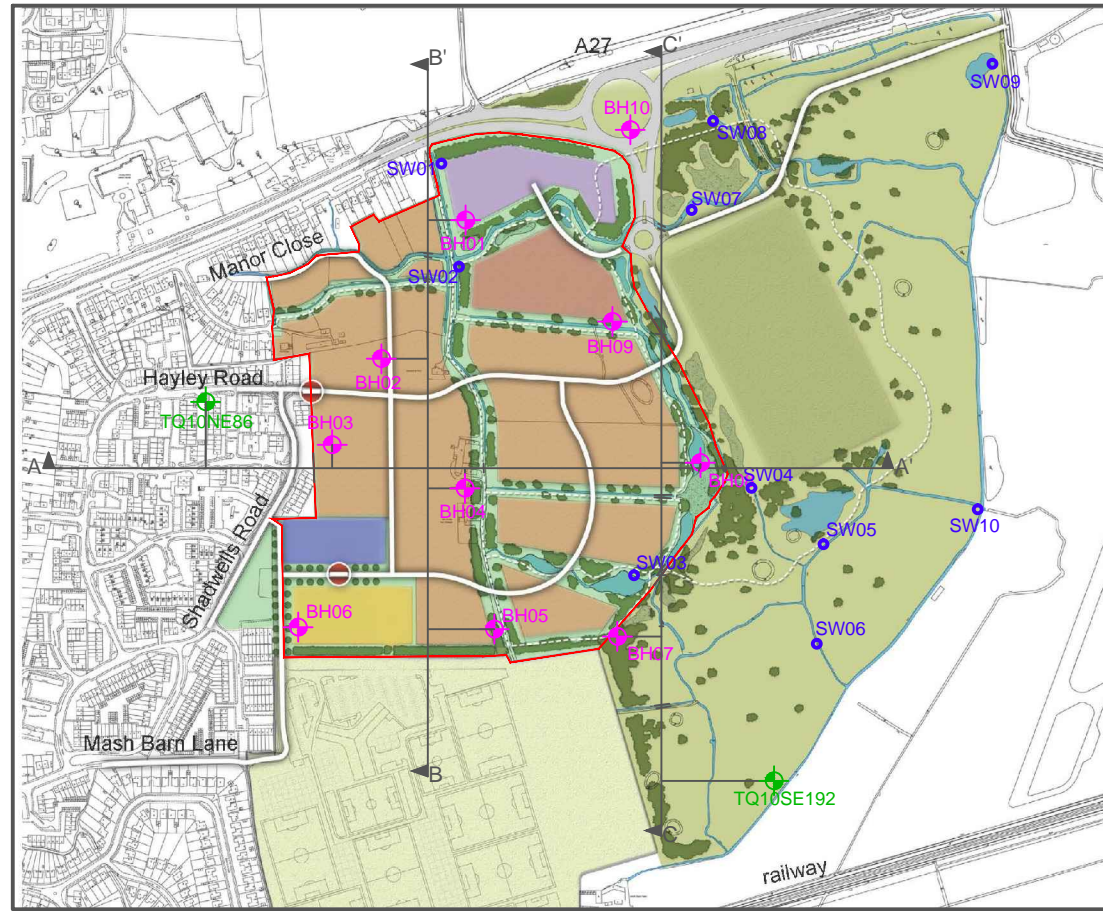 B'
A27
C'
SW09
BH10
SW08
SW01
SW07
BH01
Manor Close
SW02
BH09
BH02
Hayley Road
TQ10NE86
BH03
A
A'
SW04
BH04
SW10
SW05
Shadwells Road
SW03
BH06
BH05
SW06
BH07
Mash Barn Lane
B
TQ10SE192
C
railway